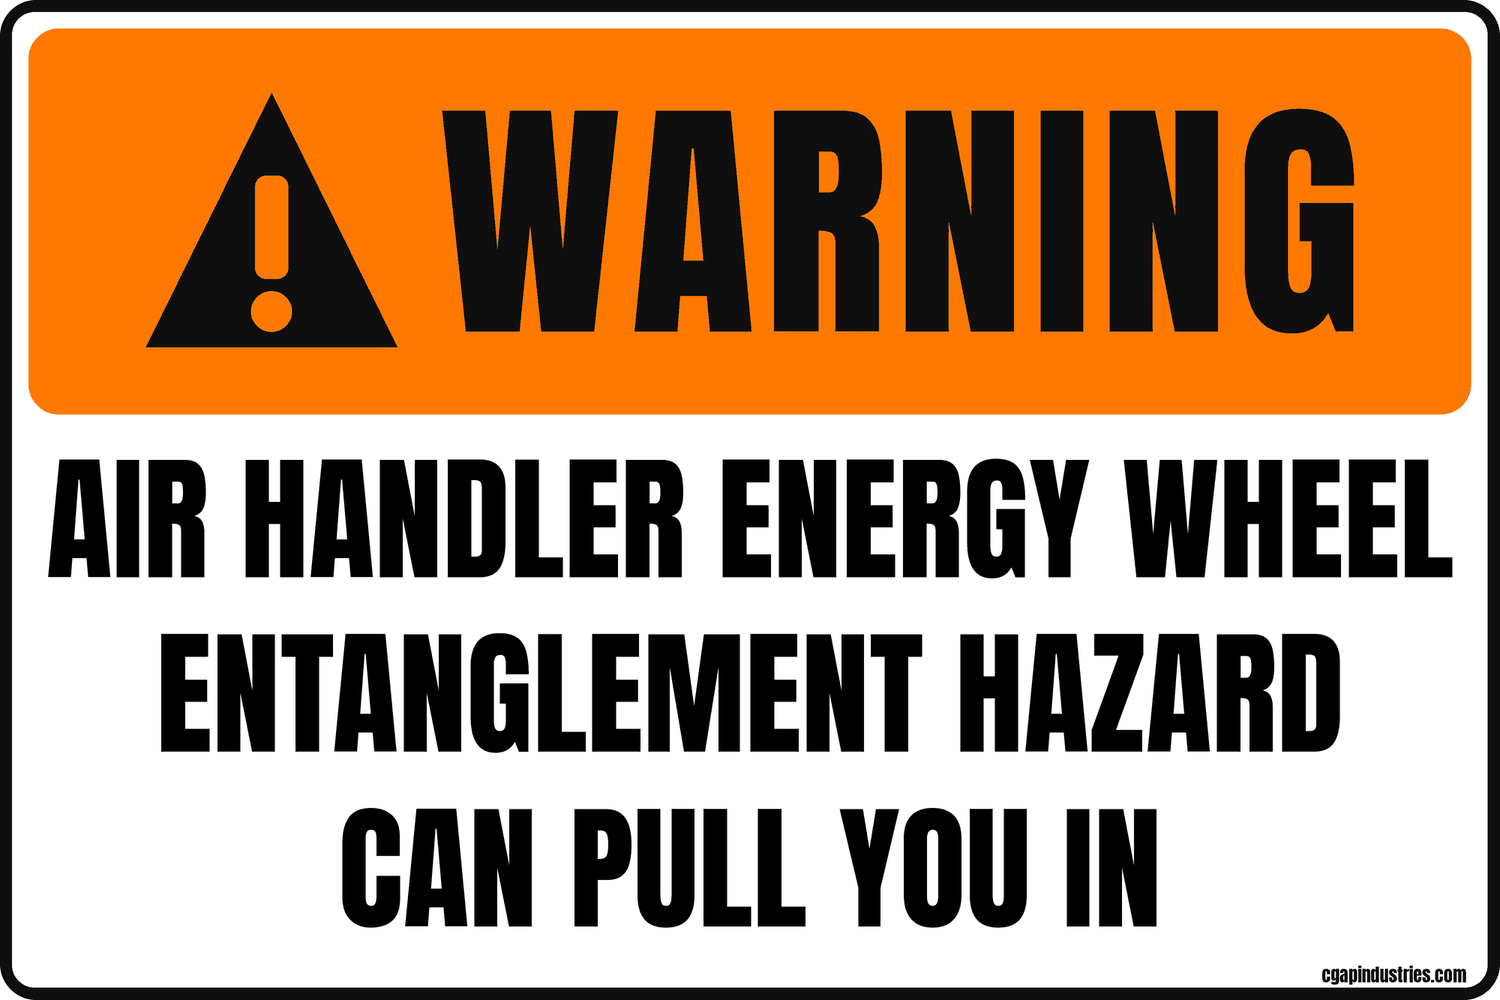 WARNING
AIR HANDLER ENERGY WHEEL
ENTANGLEMENT HAZARD
CAN PULL YOU IN
cgapindustries.com